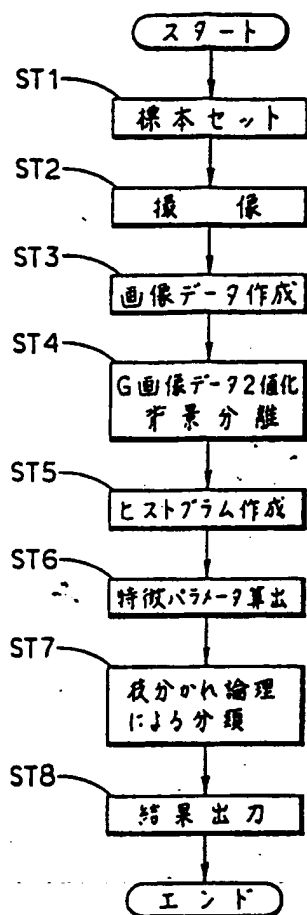 スタート
ST1
標本セット
ST2
撮像
ST3
画像データ作成
ST4
G画像データ2値化
背景分離
ST5
ヒストグラム作成
ST6
特徴パラメータ算出
ST7
枝分かれ論理
による分類
ST8
結果出力
エンド